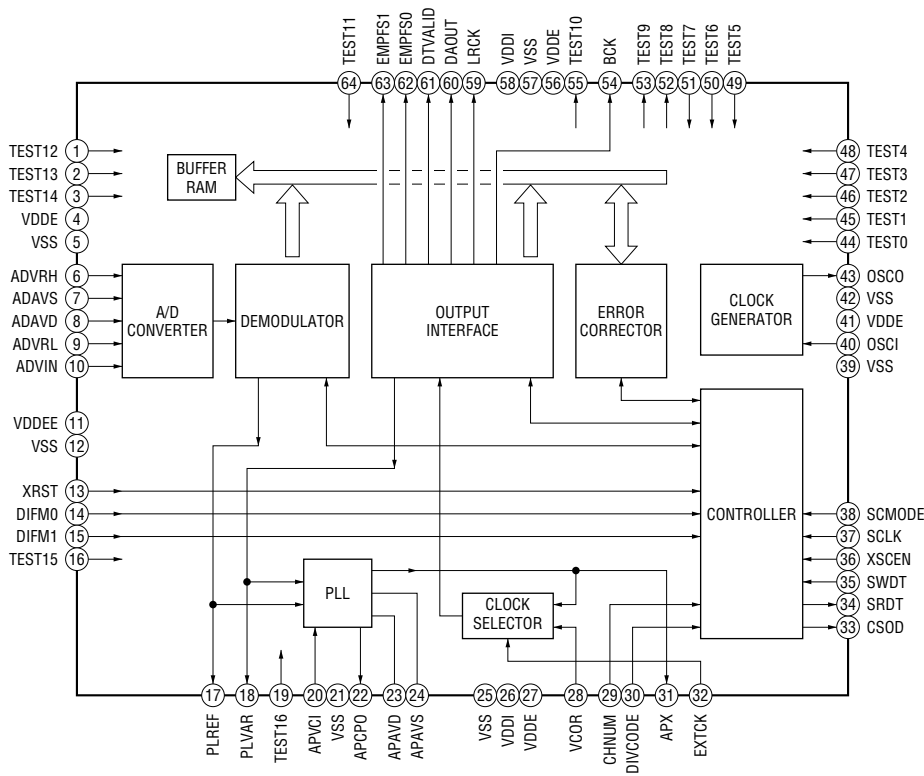 TEST11
EMPFS1
EMPFS0
DTVALID
DAOUT
LRCK
VDDI
VSS
VDDE
TEST10
BCK
TEST9
TEST8
TEST7
TEST6
TEST5
64
63
62
61
60
59
58
57
56
55
54
53
52
51
50
49
TEST12 1
TEST13 2
TEST14 3
VDDE 4
VSS 5
ADVRH 6
ADAVS 7
ADAVD 8
ADVRL 9
ADVIN 10
VDDEE 11
VSS 12
XRST 13
DIFM0 14
DIFM1 15
TEST15 16
BUFFER
RAM
A/D
CONVERTER
DEMODULATOR
OUTPUT
INTERFACE
ERROR
CORRECTOR
CLOCK
GENERATOR
CONTROLLER
PLL
CLOCK
SELECTOR
48 TEST4
47 TEST3
46 TEST2
45 TEST1
44 TEST0
43 OSCO
42 VSS
41 VDDE
40 OSCI
39 VSS
38 SCMODE
37 SCLK
36 XSCEN
35 SWDT
34 SRDT
33 CSOD
17
18
19
20
21
22
23
24
25
26
27
28
29
30
31
32
PLREF
PLVAR
TEST16
APVCI
VSS
APCPO
APAVD
APAVS
VSS
VDDI
VDDE
VCOR
CHNUM
DIVCODE
APX
EXTCK